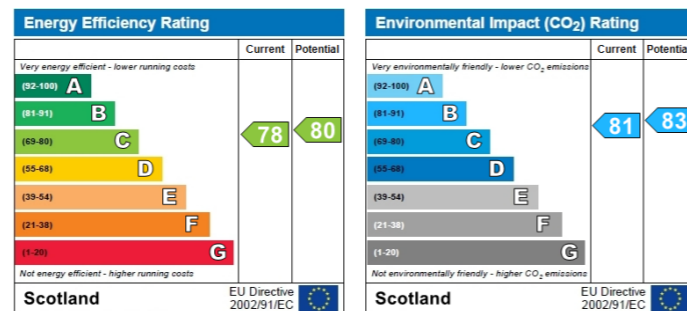 Energy Efficiency Rating
Current Potential
Very energy efficient - lower running costs
(92-100) A
(81-91) B
(69-80) C
(55-68) D
(39-54) E
(21-38) F
(1-20) G
78 80
Not energy efficient - higher running costs
Scotland
EU Directive
2002/91/EC
Environmental Impact (CO₂) Rating
Current Potential
Very environmentally friendly - lower CO₂ emissions
(92-100) A
(81-91) B
(69-80) C
(55-68) D
(39-54) E
(21-38) F
(1-20) G
81 83
Not environmentally friendly - higher CO₂ emissions
Scotland
EU Directive
2002/91/EC